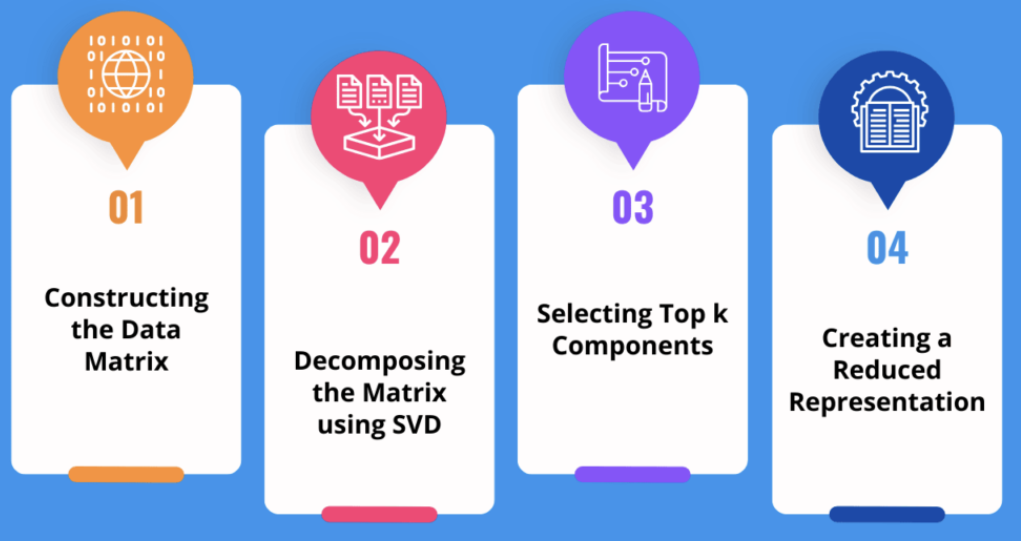 01
Constructing
the Data
Matrix
02
Decomposing
the Matrix
using SVD
03
Selecting Top k
Components
04
Creating a
Reduced
Representation